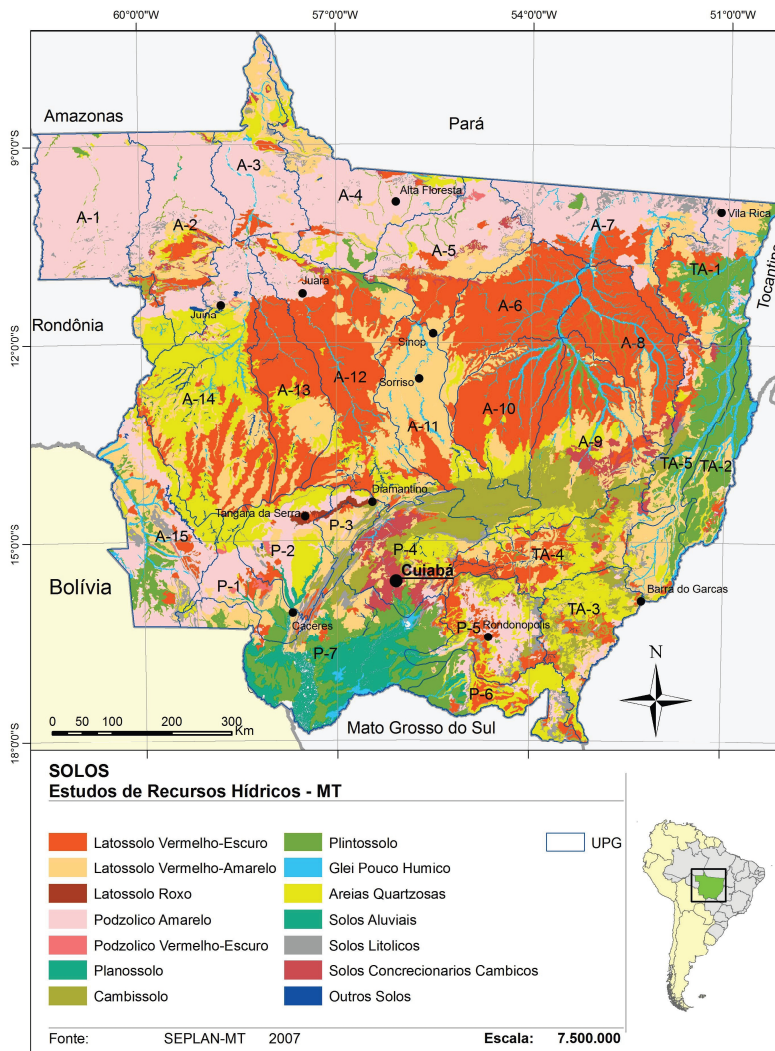 60°0'0"W 57°0'0"W 54°0'0"W 51°0'0"W
Amazonas
Pará
9°0'0"S
A-3
A-4
Alta Floresta
A-1
Vila Rica
A-2
A-7
A-5
TA-1
Tocantins
Juara
Juina
A-6
Rondônia
Sinop
A-8
12°0'0"S
Sorriso
A-13
A-12
A-14
A-10
A-11
A-9
TA-5
TA-2
Diamantino
Tangara da Serra
P-3
A-15
15°0'0"S
P-2
P-4
TA-4
Cuiabá
Bolívia
P-1
Barra do Garcas
TA-3
Caceres
P-5
Rondonopolis
P-7
N
P-6
0 50 100 200 300
Km
Mato Grosso do Sul
18°0'0"S
SOLOS
Estudos de Recursos Hídricos - MT
Latossolo Vermelho-Escuro
Latossolo Vermelho-Amarelo
Latossolo Roxo
Podzolico Amarelo
Podzolico Vermelho-Escuro
Planossolo
Cambissolo
Plintossolo
Glei Pouco Humico
Areias Quartzosas
Solos Aluviais
Solos Litolicos
Solos Concrecionarios Cambicos
Outros Solos
UPG
Fonte: SEPLAN-MT 2007 Escala: 7.500.000